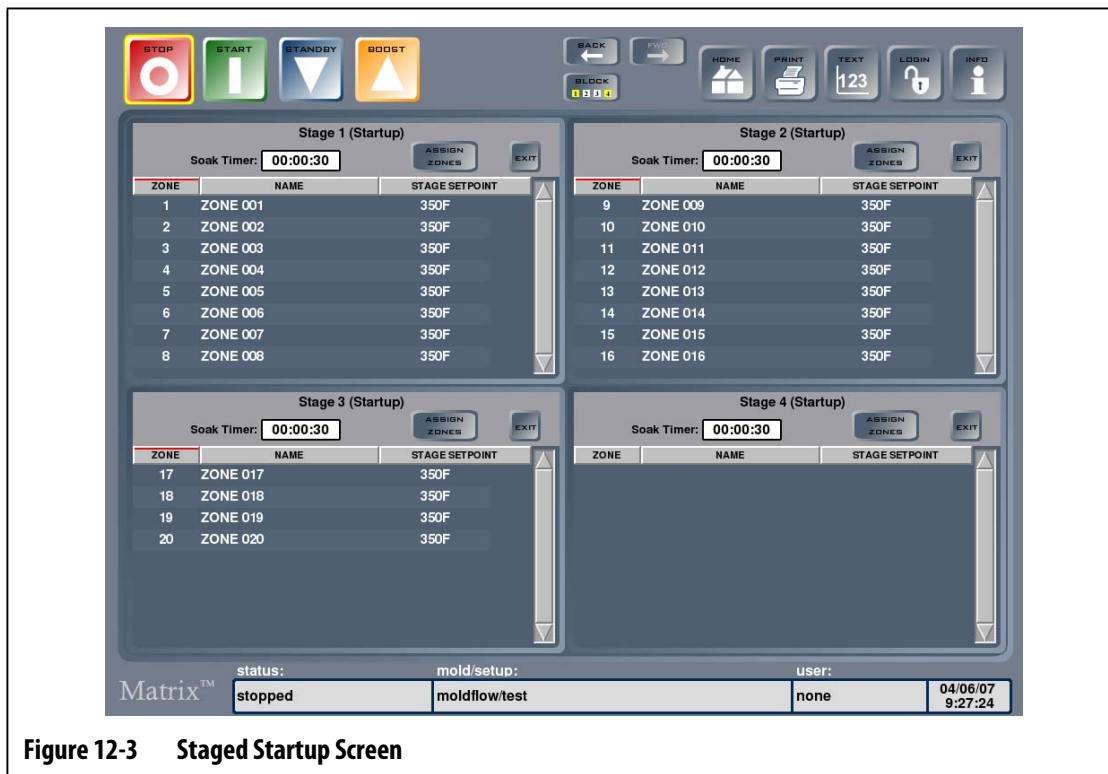 STOP START STANDBY BOOST BACK FWD HOME PRINT TEXT LOGIN INFO
123
BLOCK
1 2 3 4
Stage 1 (Startup)
Soak Timer: 00:00:30 ASSIGN ZONES EXIT
ZONE NAME STAGE SETPOINT
1 ZONE 001 350F
2 ZONE 002 350F
3 ZONE 003 350F
4 ZONE 004 350F
5 ZONE 005 350F
6 ZONE 006 350F
7 ZONE 007 350F
8 ZONE 008 350F
Stage 2 (Startup)
Soak Timer: 00:00:30 ASSIGN ZONES EXIT
ZONE NAME STAGE SETPOINT
9 ZONE 009 350F
10 ZONE 010 350F
11 ZONE 011 350F
12 ZONE 012 350F
13 ZONE 013 350F
14 ZONE 014 350F
15 ZONE 015 350F
16 ZONE 016 350F
Stage 3 (Startup)
Soak Timer: 00:00:30 ASSIGN ZONES EXIT
ZONE NAME STAGE SETPOINT
17 ZONE 017 350F
18 ZONE 018 350F
19 ZONE 019 350F
20 ZONE 020 350F
Stage 4 (Startup)
Soak Timer: 00:00:30 ASSIGN ZONES EXIT
ZONE NAME STAGE SETPOINT
status: mold/setup: user:
Matrix™ stopped moldflow/test none 04/06/07
9:27:24
Figure 12-3 Staged Startup Screen